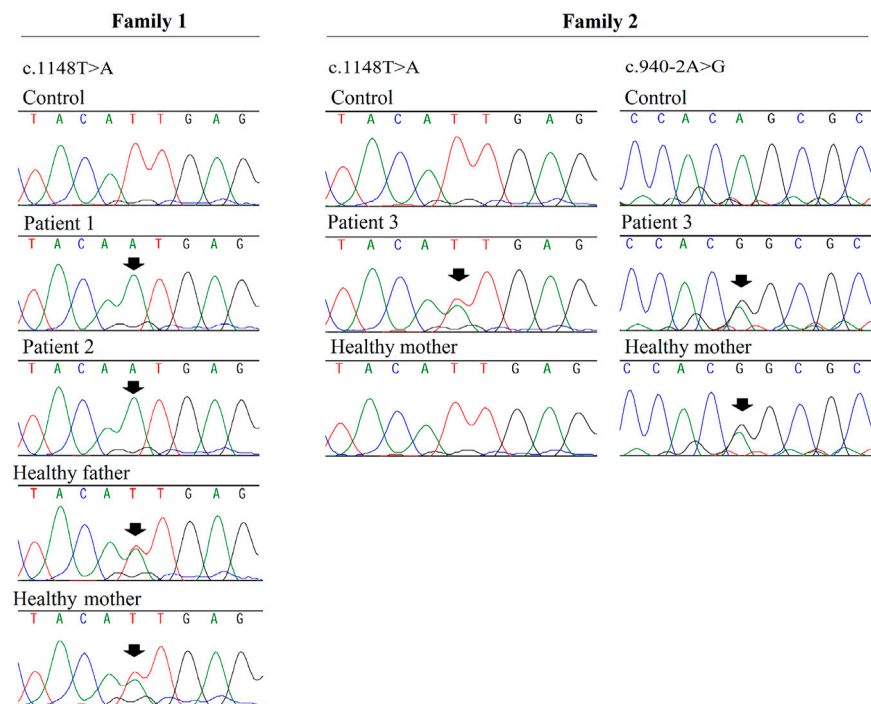 Family 1
c.1148T>A
Control
T A C A T T G A G
Patient 1
T A C A A T G A G
Patient 2
T A C A A T G A G
Healthy father
T A C A T T G A G
Healthy mother
T A C A T T G A G
Family 2
c.1148T>A
Control
T A C A T T G A G
Patient 3
T A C A T T G A G
Healthy mother
T A C A T T G A G
c.940-2A>G
Control
C C A C A G C G C
Patient 3
C C A C G G C G C
Healthy mother
C C A C G G C G C